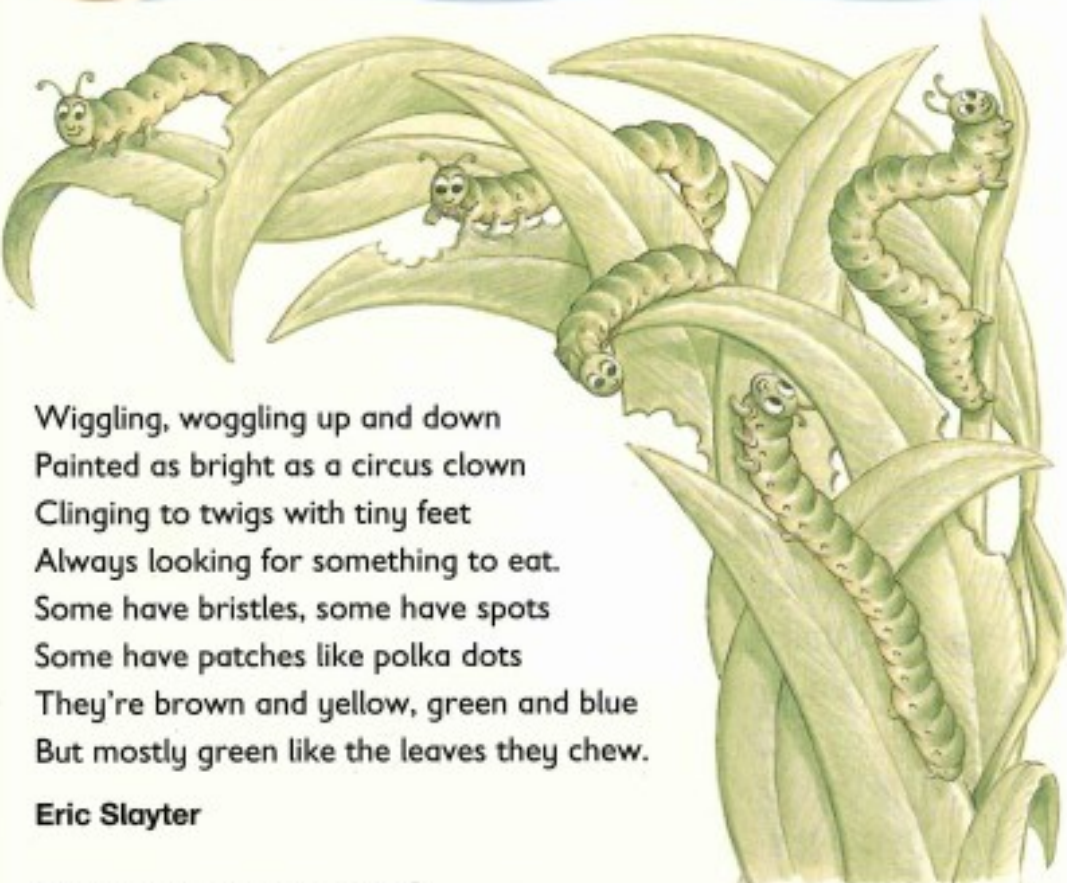 Wiggling, woggling up and down
Painted as bright as a circus clown
Clinging to twigs with tiny feet
Always looking for something to eat.
Some have bristles, some have spots
Some have patches like polka dots
They're brown and yellow, green and blue
But mostly green like the leaves they chew.
Eric Slayter